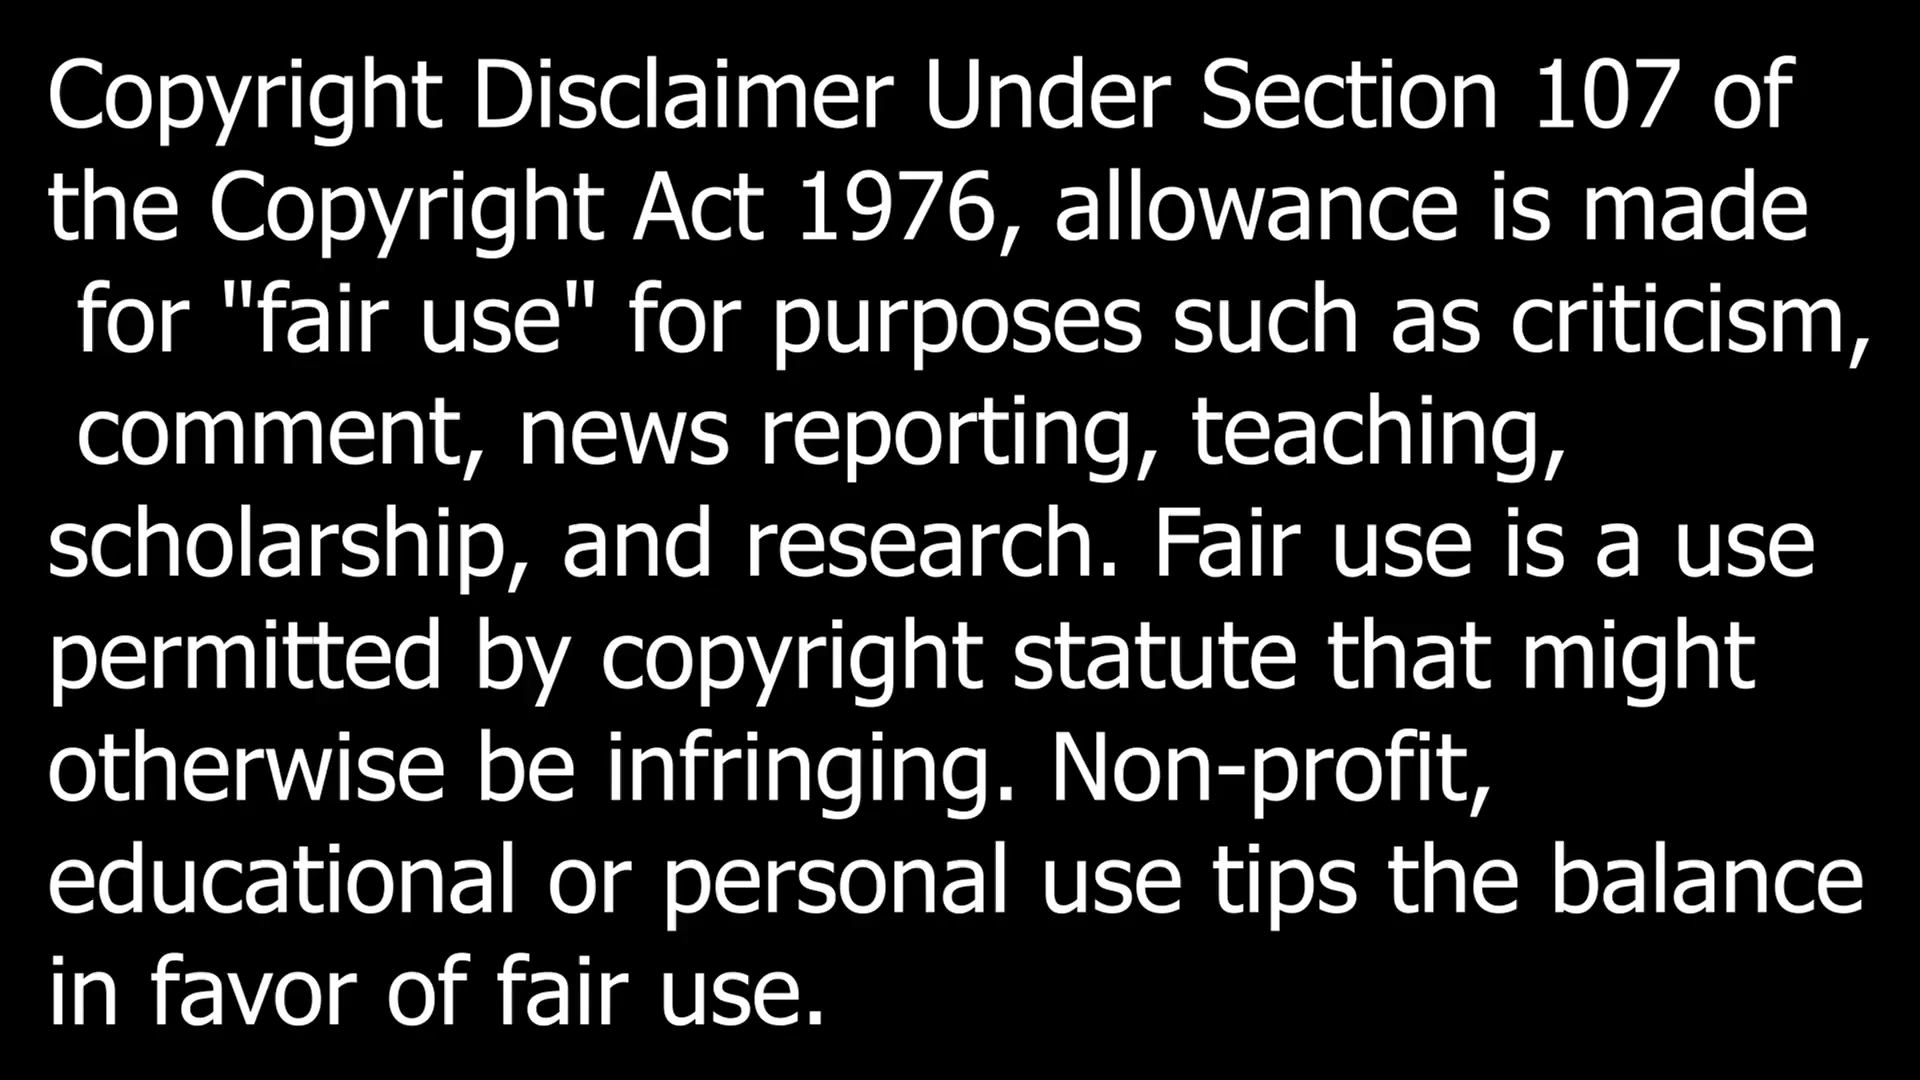 Copyright Disclaimer Under Section 107 of
the Copyright Act 1976, allowance is made
for "fair use" for purposes such as criticism,
comment, news reporting, teaching,
scholarship, and research. Fair use is a use
permitted by copyright statute that might
otherwise be infringing. Non-profit,
educational or personal use tips the balance
in favor of fair use.